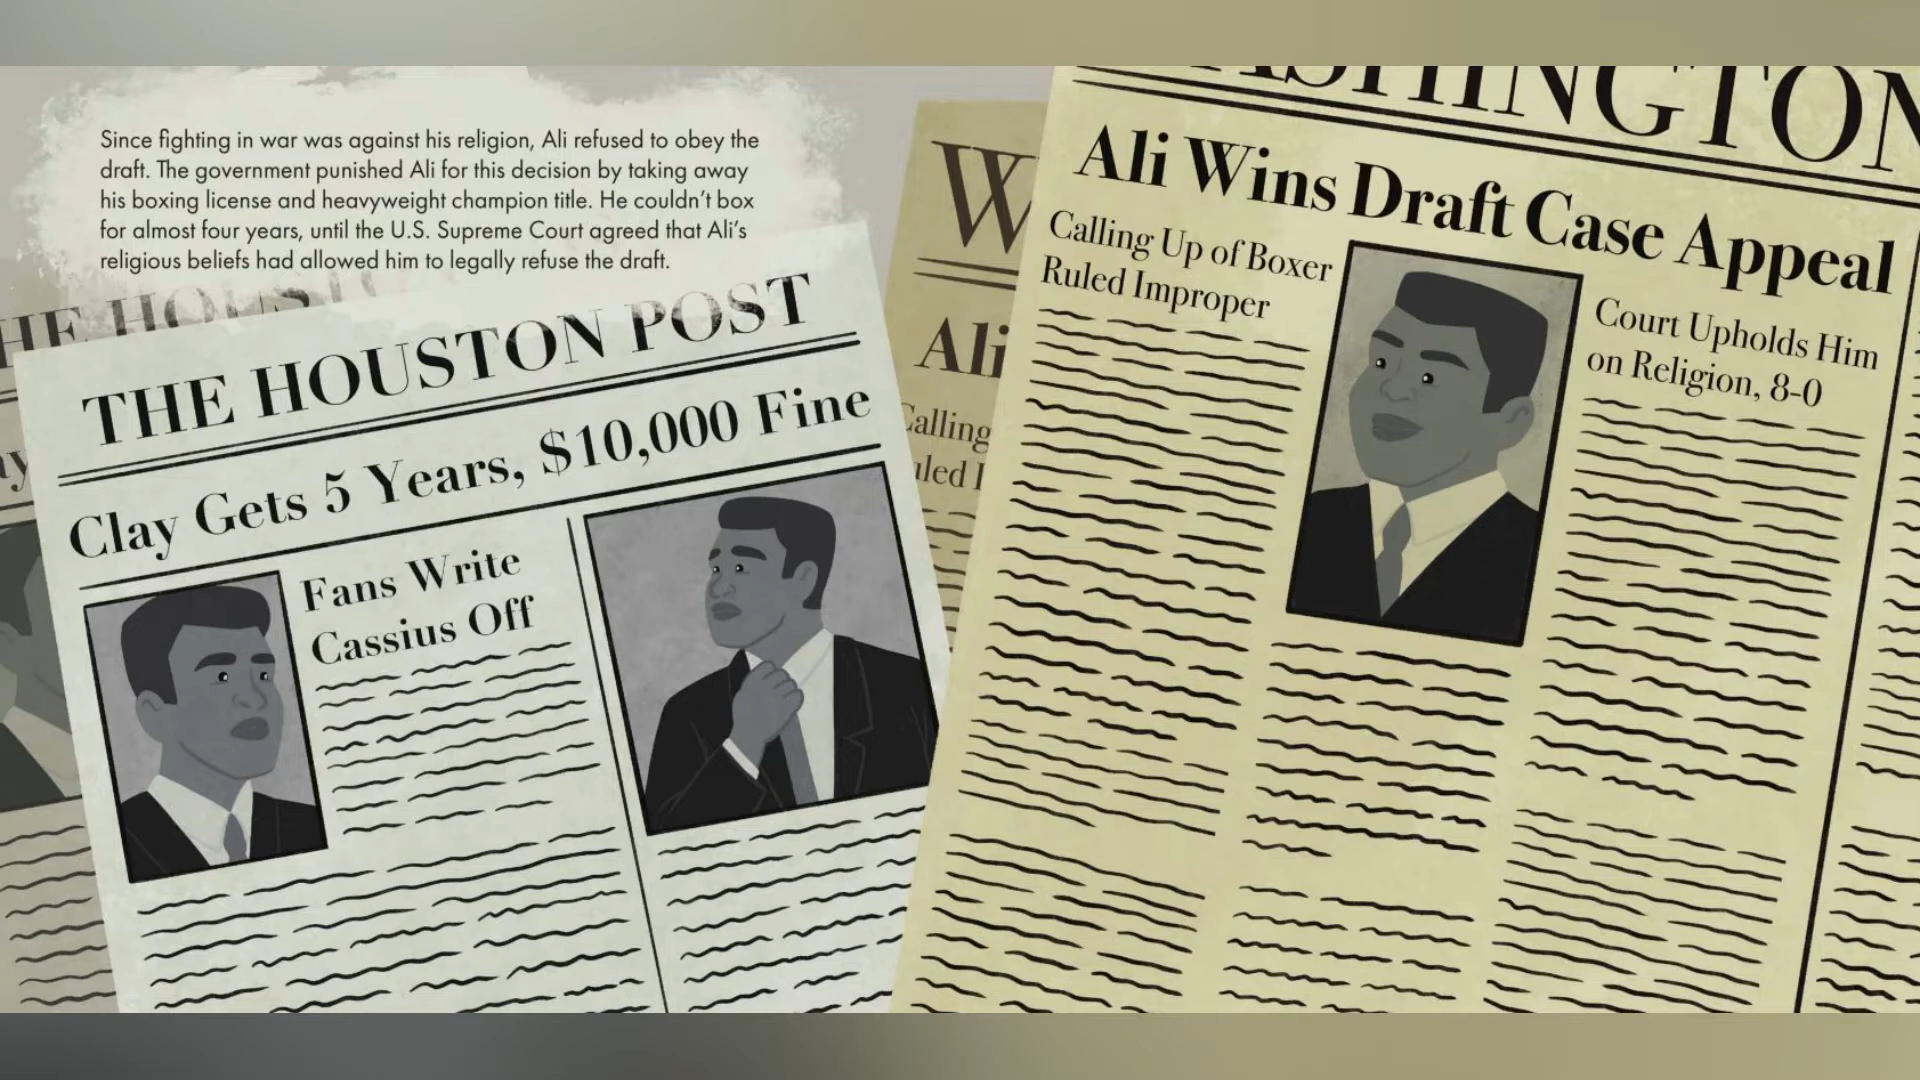 Since fighting in war was against his religion, Ali refused to obey the
draft. The government punished Ali for this decision by taking away
his boxing license and heavyweight champion title. He couldn't box
for almost four years, until the U.S. Supreme Court agreed that Ali's
religious beliefs had allowed him to legally refuse the draft.
THE HOUSTON POST
Clay Gets 5 Years, $10,000 Fine
Fans Write
Cassius Off
W
Ali
Calling
Ali Wins Draft Case Appeal
Calling Up of Boxer
Ruled Improper
Court Upholds Him
on Religion, 8-0